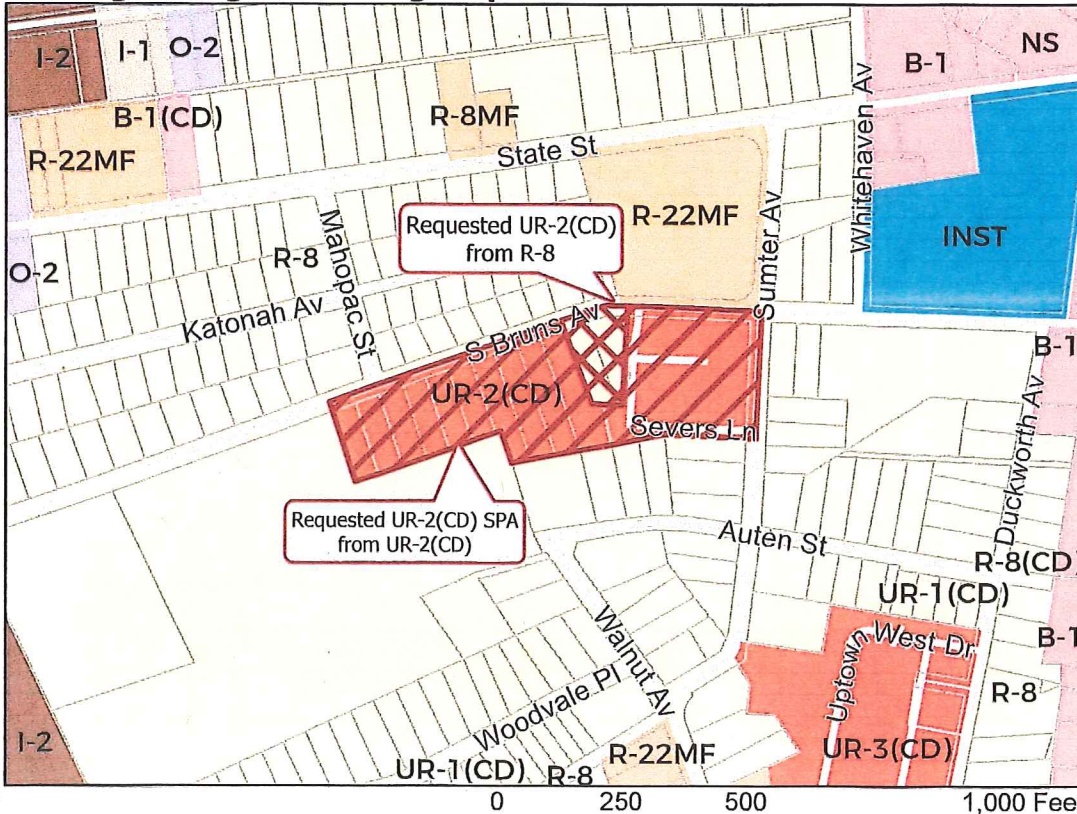 I-2
I-1
O-2
B-1
NS
B-1(CD)
R-8MF
R-22MF
State St
Whitehaven Av
Mahopac St
Requested UR-2(CD)
from R-8
R-22MF
Sumter Av
INST
O-2
R-8
Katonah Av
S Bruns Av
B-1
UR-2(CD)
Severs Ln
Duckworth Av
Requested UR-2(CD) SPA
from UR-2(CD)
Auten St
R-8(CD)
UR-1(CD)
Walnut Av
Uptown West Dr
B-1
R-8
Woodvale Pl
I-2
R-22MF
UR-3(CD)
UR-1(CD)
R-8
0 250 500 1,000 Fee